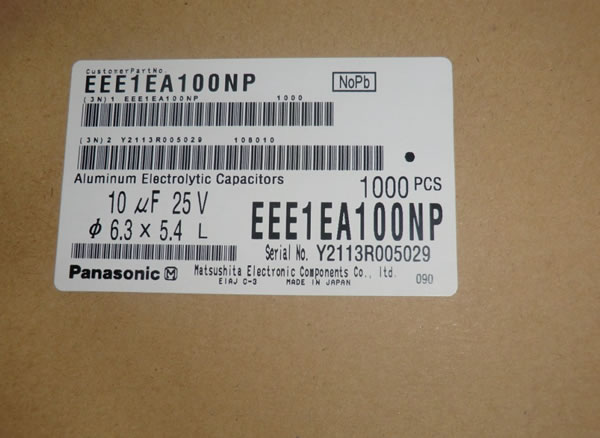 CustomerPartNo
EEE1EA100NP
NoPb
(3N)1 EEE1EA100NP 1000
(3N)2 Y2113R005029 108010
Aluminum Electrolytic Capacitors
1000 PCS
10 μF 25 V
EEE1EA100NP
ϕ 6.3 × 5.4 L
Serial No. Y2113R005029
Panasonic M Matsushita Electronic Components Co., ltd.
EIAJ C-3 MADE IN JAPAN 090